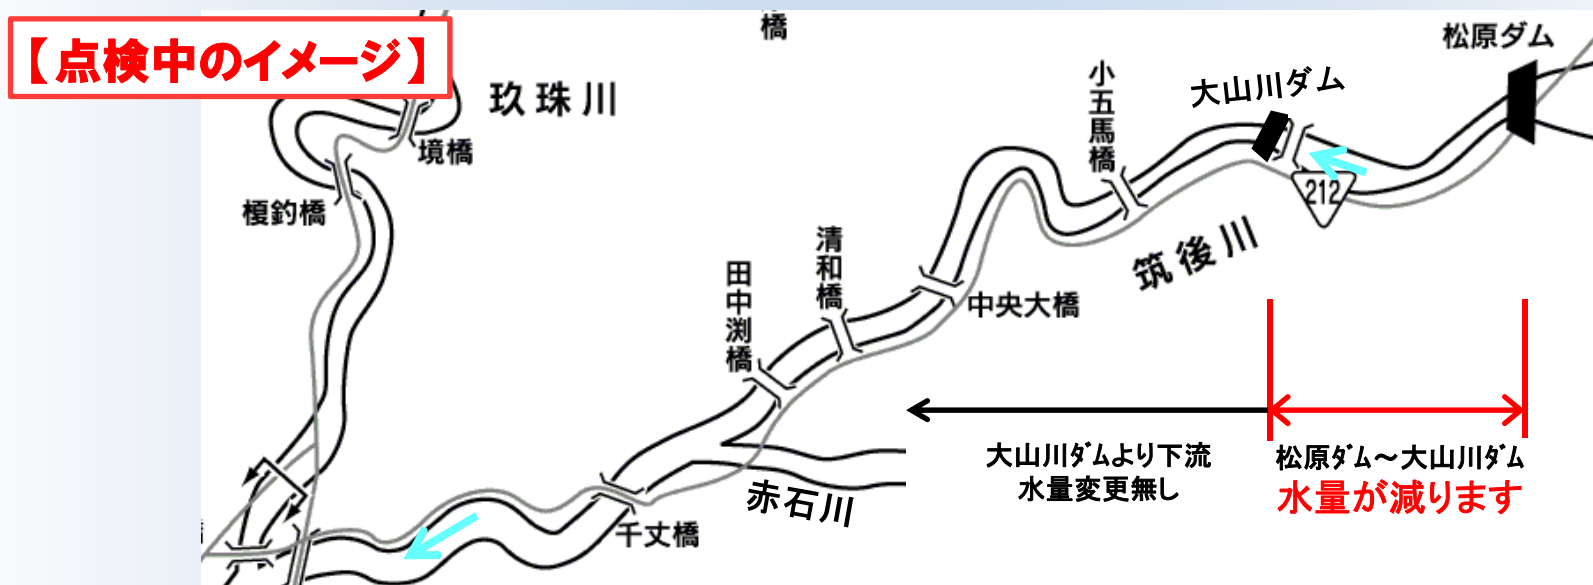 【点検中のイメージ】
橋
松原ダム
玖珠川
小五馬橋
大山川ダム
境橋
212
榎釣橋
清和橋
筑後川
田中渕橋
中央大橋
大山川ダムより下流
水量変更無し
松原ダム～大山川ダム
水量が減ります
赤石川
千丈橋